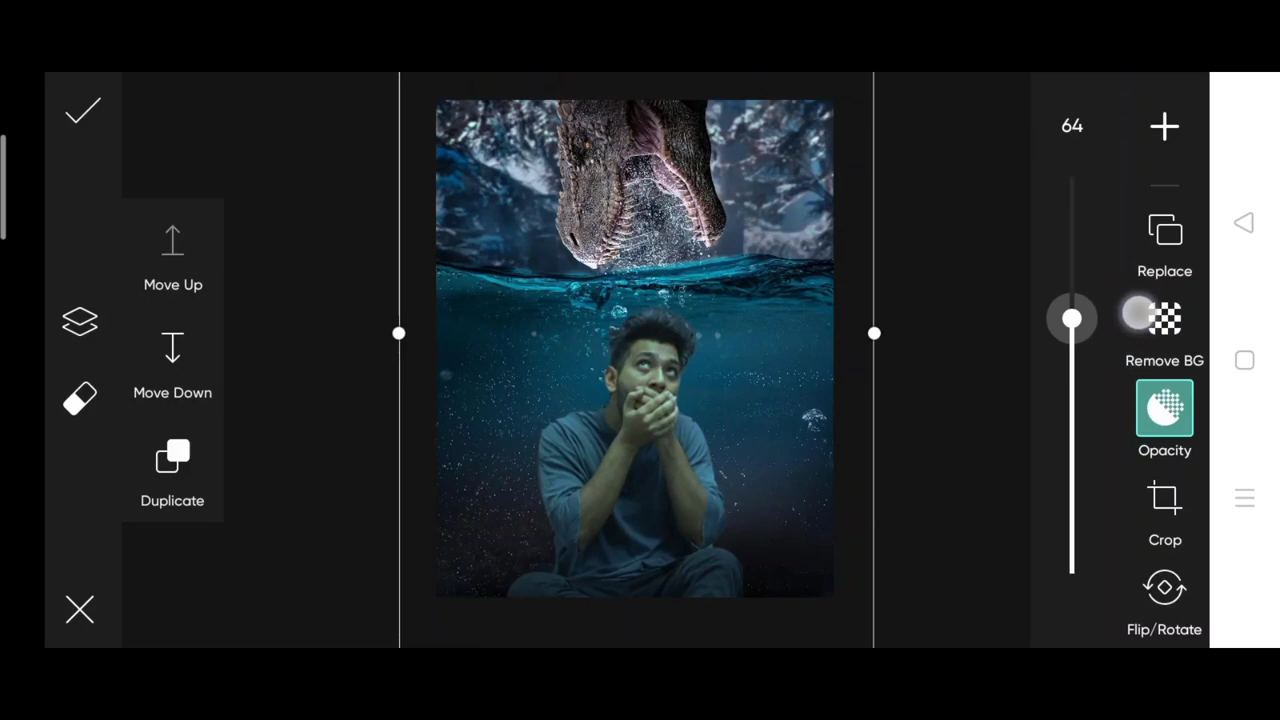 Move Up
Move Down
Duplicate
64
Replace
Remove BG
Opacity
Crop
Flip/Rotate